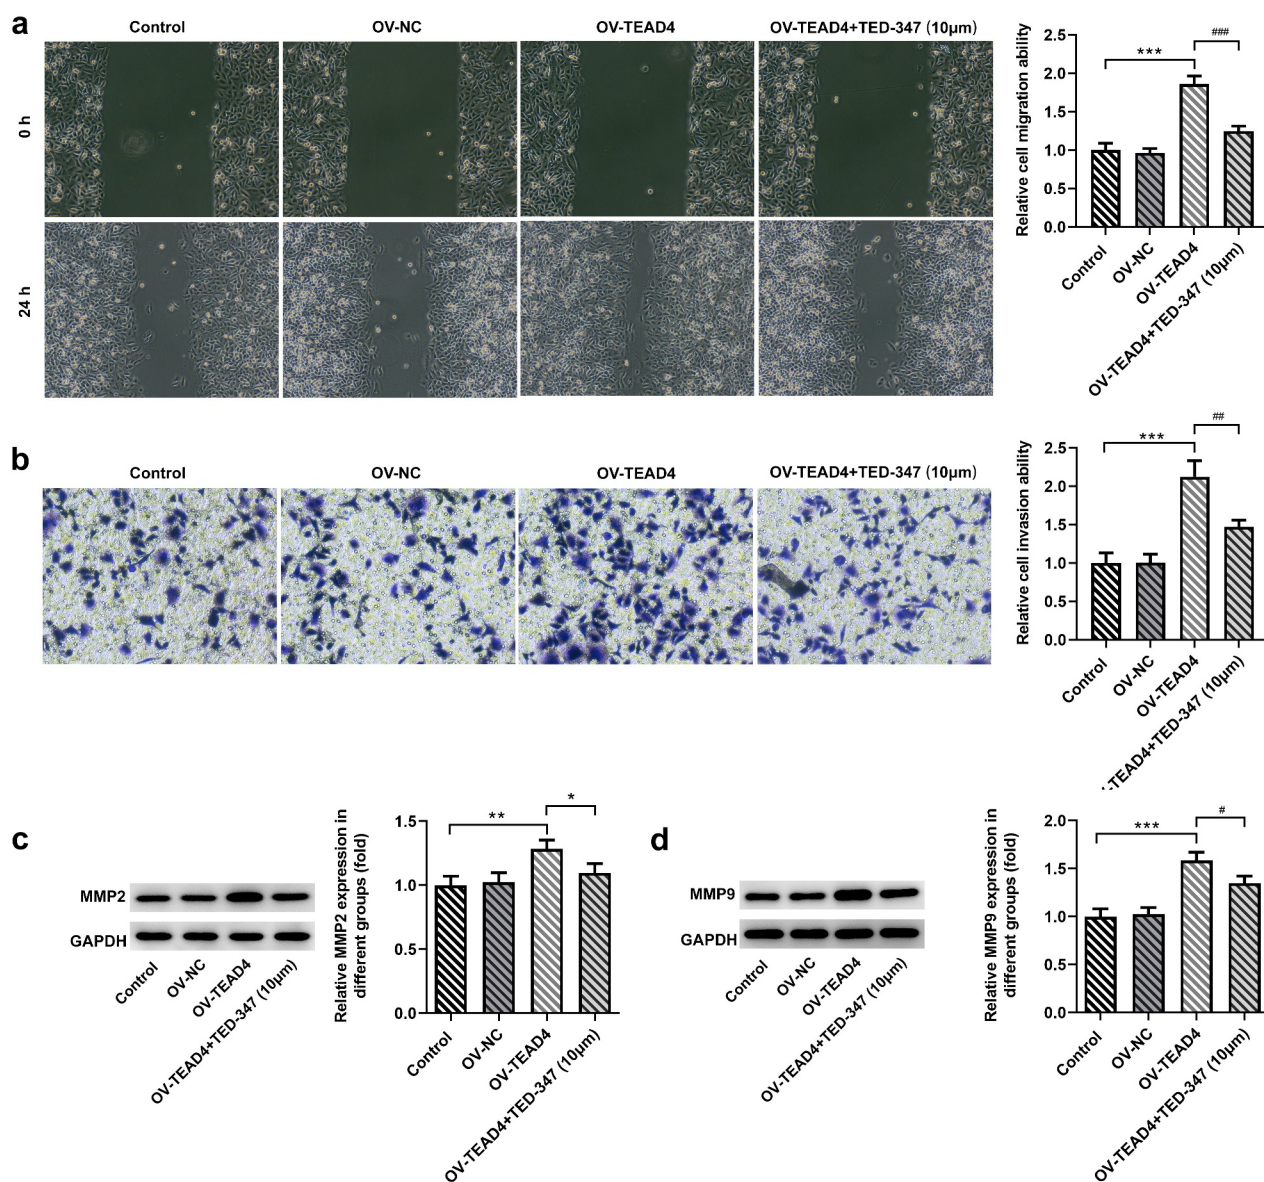 a
Control
OV-NC
OV-TEAD4
OV-TEAD4+TED-347 (10μm)
0 h
24 h
Relative cell migration ability
2.5
2.0
1.5
1.0
0.5
0.0
***
###
Control
OV-NC
OV-TEAD4
OV-TEAD4+TED-347 (10μm)
b
Control
OV-NC
OV-TEAD4
OV-TEAD4+TED-347 (10μm)
Relative cell invasion ability
2.5
2.0
1.5
1.0
0.5
0.0
***
##
Control
OV-NC
OV-TEAD4
-TEAD4+TED-347 (10μm)
c
MMP2
GAPDH
Control
OV-NC
OV-TEAD4
OV-TEAD4+TED-347 (10μm)
Relative MMP2 expression in
different groups (fold)
1.5
1.0
0.5
0.0
**
*
Control
OV-NC
OV-TEAD4
OV-TEAD4+TED-347 (10μm)
d
MMP9
GAPDH
Control
OV-NC
OV-TEAD4
OV-TEAD4+TED-347 (10μm)
Relative MMP9 expression in
different groups (fold)
2.0
1.5
1.0
0.5
0.0
***
#
Control
OV-NC
OV-TEAD4
OV-TEAD4+TED-347 (10μm)